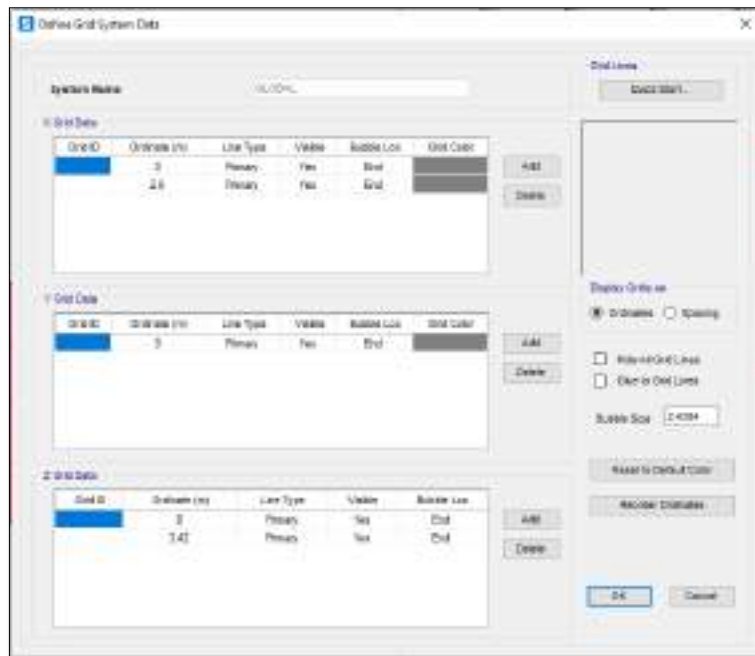 Define Grid System Data
System Name GLOBAL
Grid Lines
Quick Start...
X Grid Data
Grid ID Ordinate (m) Line Type Visible Bubble Loc Grid Color
0 Primary Yes End
Primary Yes End
Add
Delete
Y Grid Data
Grid ID Ordinate (m) Line Type Visible Bubble Loc Grid Color
0 Primary Yes End
Add
Delete
Z Grid Data
Grid ID Ordinate (m) Line Type Visible Bubble Loc
0 Primary Yes End
3.42 Primary Yes End
Add
Delete
Display Grids as
Ordinates Spacing
Hide All Grid Lines
Glue to Grid Lines
Bubble Size
Reset to Default Color
Reorder Ordinates
OK Cancel